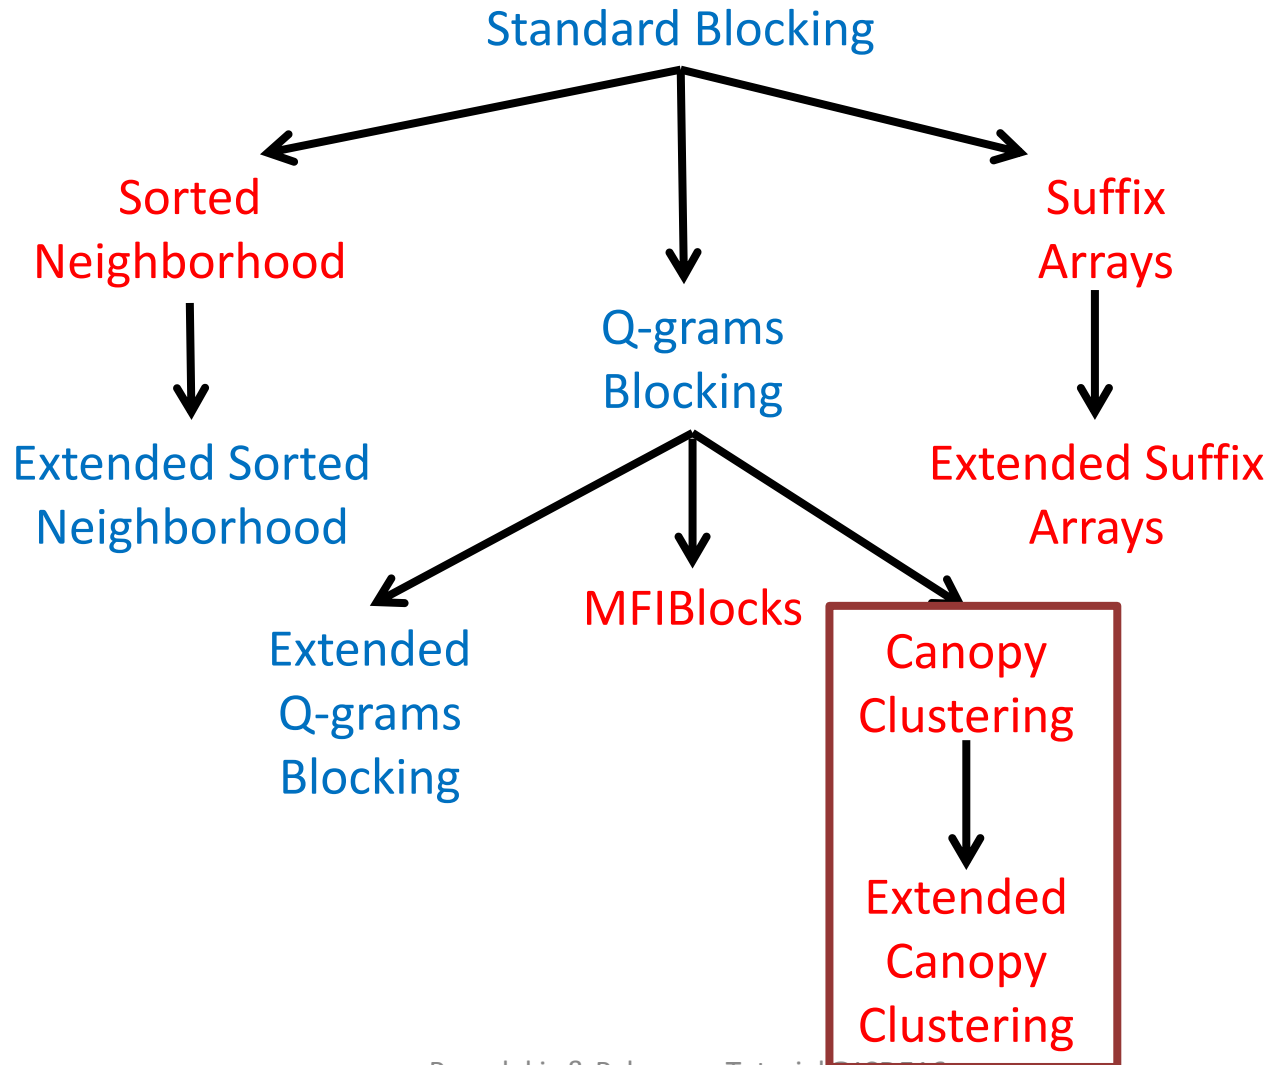 Standard Blocking
Sorted
Neighborhood
Suffix
Arrays
Q-grams
Blocking
Extended Sorted
Neighborhood
Extended Suffix
Arrays
MFIBlocks
Extended
Q-grams
Blocking
Canopy
Clustering
Extended
Canopy
Clustering